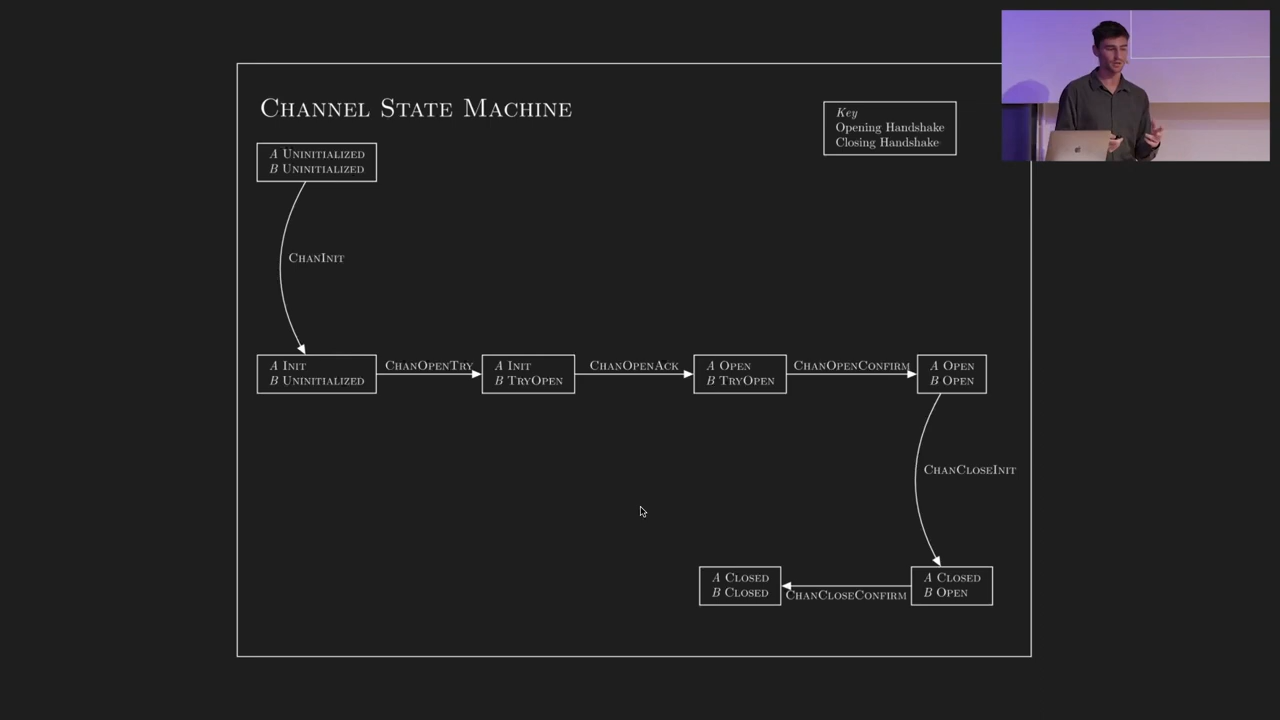 Channel State Machine
Key
Opening Handshake
Closing Handshake
A Uninitialized
B Uninitialized
ChanInit
A Init
B Uninitialized
ChanOpenTry
A Init
B TryOpen
ChanOpenAck
A Open
B TryOpen
ChanOpenConfirm
A Open
B Open
ChanCloseInit
A Closed
B Open
ChanCloseConfirm
A Closed
B Closed